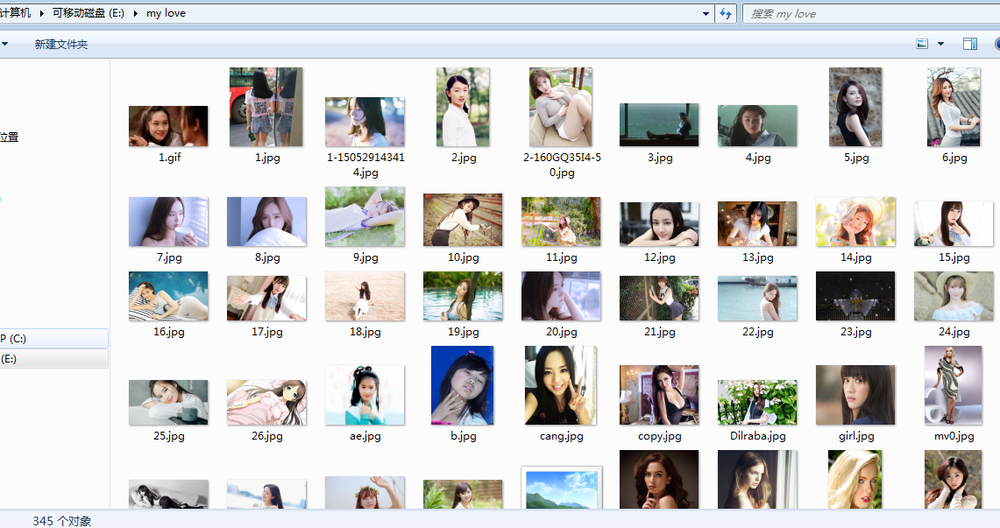 计算机 ▸ 可移动磁盘 (E:) ▸ my love
搜索 my love
新建文件夹
位置
P (C:)
(E:)
1.gif
1.jpg
1-15052914341
4.jpg
2.jpg
2-160GQ35I4-5
0.jpg
3.jpg
4.jpg
5.jpg
6.jpg
7.jpg
8.jpg
9.jpg
10.jpg
11.jpg
12.jpg
13.jpg
14.jpg
15.jpg
16.jpg
17.jpg
18.jpg
19.jpg
20.jpg
21.jpg
22.jpg
23.jpg
24.jpg
25.jpg
26.jpg
ae.jpg
b.jpg
cang.jpg
copy.jpg
Dilraba.jpg
girl.jpg
mv0.jpg
345 个对象